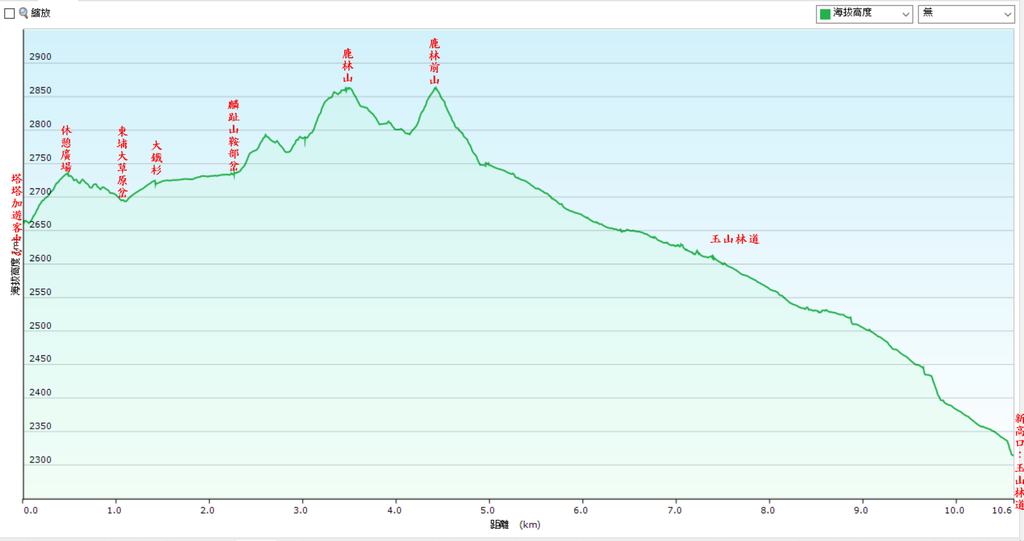 縮放
海拔高度
無
鹿林山
鹿林前山
麟趾山鞍部岔
休憩廣場
東埔大草原岔
大鐵杉
塔塔加遊客中心
玉山林道
新高口:玉山林道
海拔高度 (m)
2900
2850
2800
2750
2700
2650
2600
2550
2500
2450
2400
2350
2300
0.0 1.0 2.0 3.0 4.0 5.0 6.0 7.0 8.0 9.0 10.0 10.6
距離 (km)